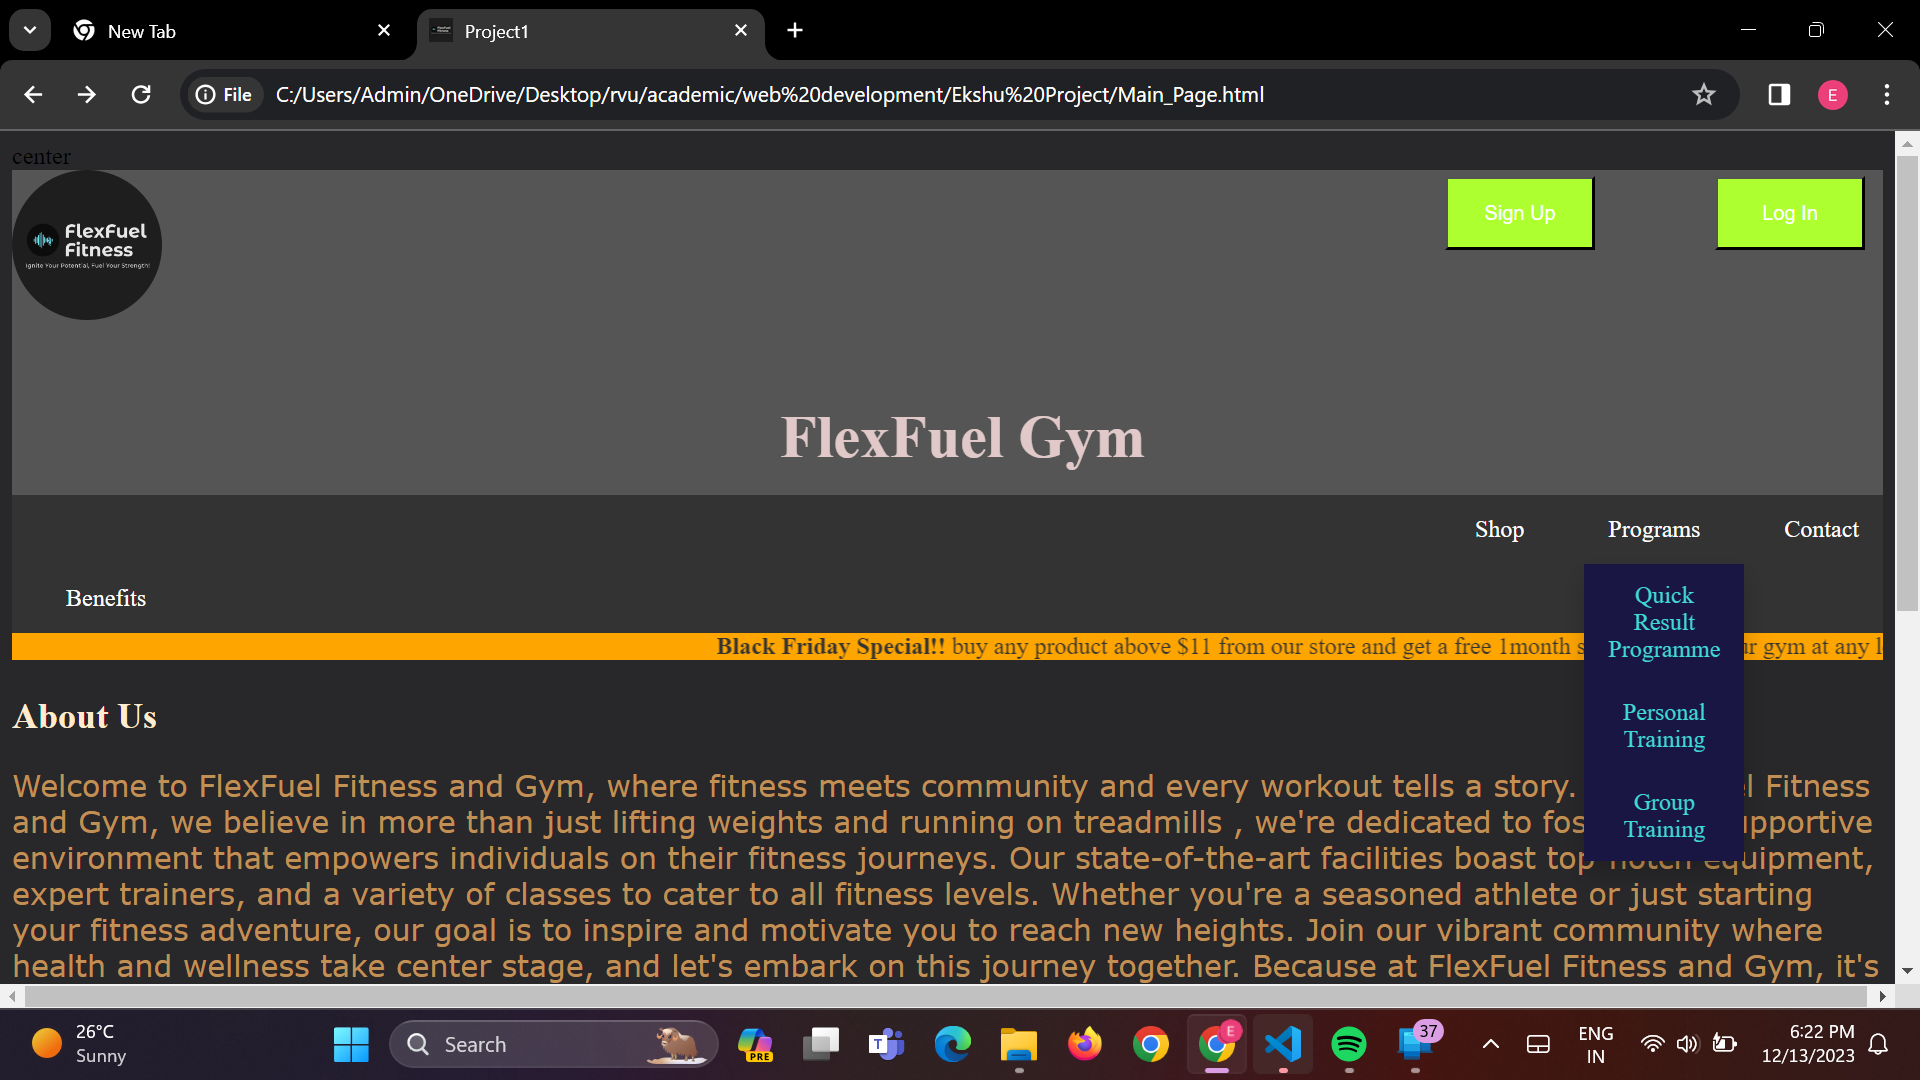 New Tab
Project1
File
C:/Users/Admin/OneDrive/Desktop/rvu/academic/web%20development/Ekshu%20Project/Main_Page.html
E
center
FlexFuel
Fitness
Ignite Your Potential, Fuel Your Strength!
Sign Up
Log In
FlexFuel Gym
Shop
Programs
Contact
Benefits
Quick
Result
Programme
Personal
Training
Group
Training
Black Friday Special!! buy any product above $11 from our store and get a free 1month s ur gym at any l
About Us
Welcome to FlexFuel Fitness and Gym, where fitness meets community and every workout tells a story. l Fitness
and Gym, we believe in more than just lifting weights and running on treadmills , we're dedicated to fos upportive
environment that empowers individuals on their fitness journeys. Our state-of-the-art facilities boast top-notch equipment,
expert trainers, and a variety of classes to cater to all fitness levels. Whether you're a seasoned athlete or just starting
your fitness adventure, our goal is to inspire and motivate you to reach new heights. Join our vibrant community where
health and wellness take center stage, and let's embark on this journey together. Because at FlexFuel Fitness and Gym, it's
26°C
Sunny
Search
PRE
T
E
37
ENG
IN
6:22 PM
12/13/2023